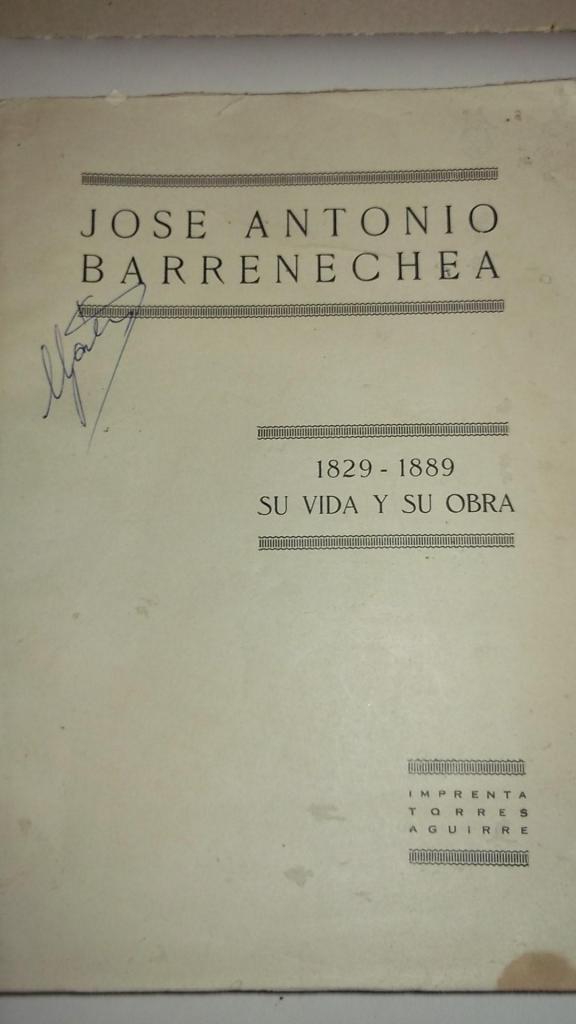 JOSE ANTONIO
BARRENECHEA
1829 - 1889
SU VIDA Y SU OBRA
IMPRENTA
TORRES
AGUIRRE